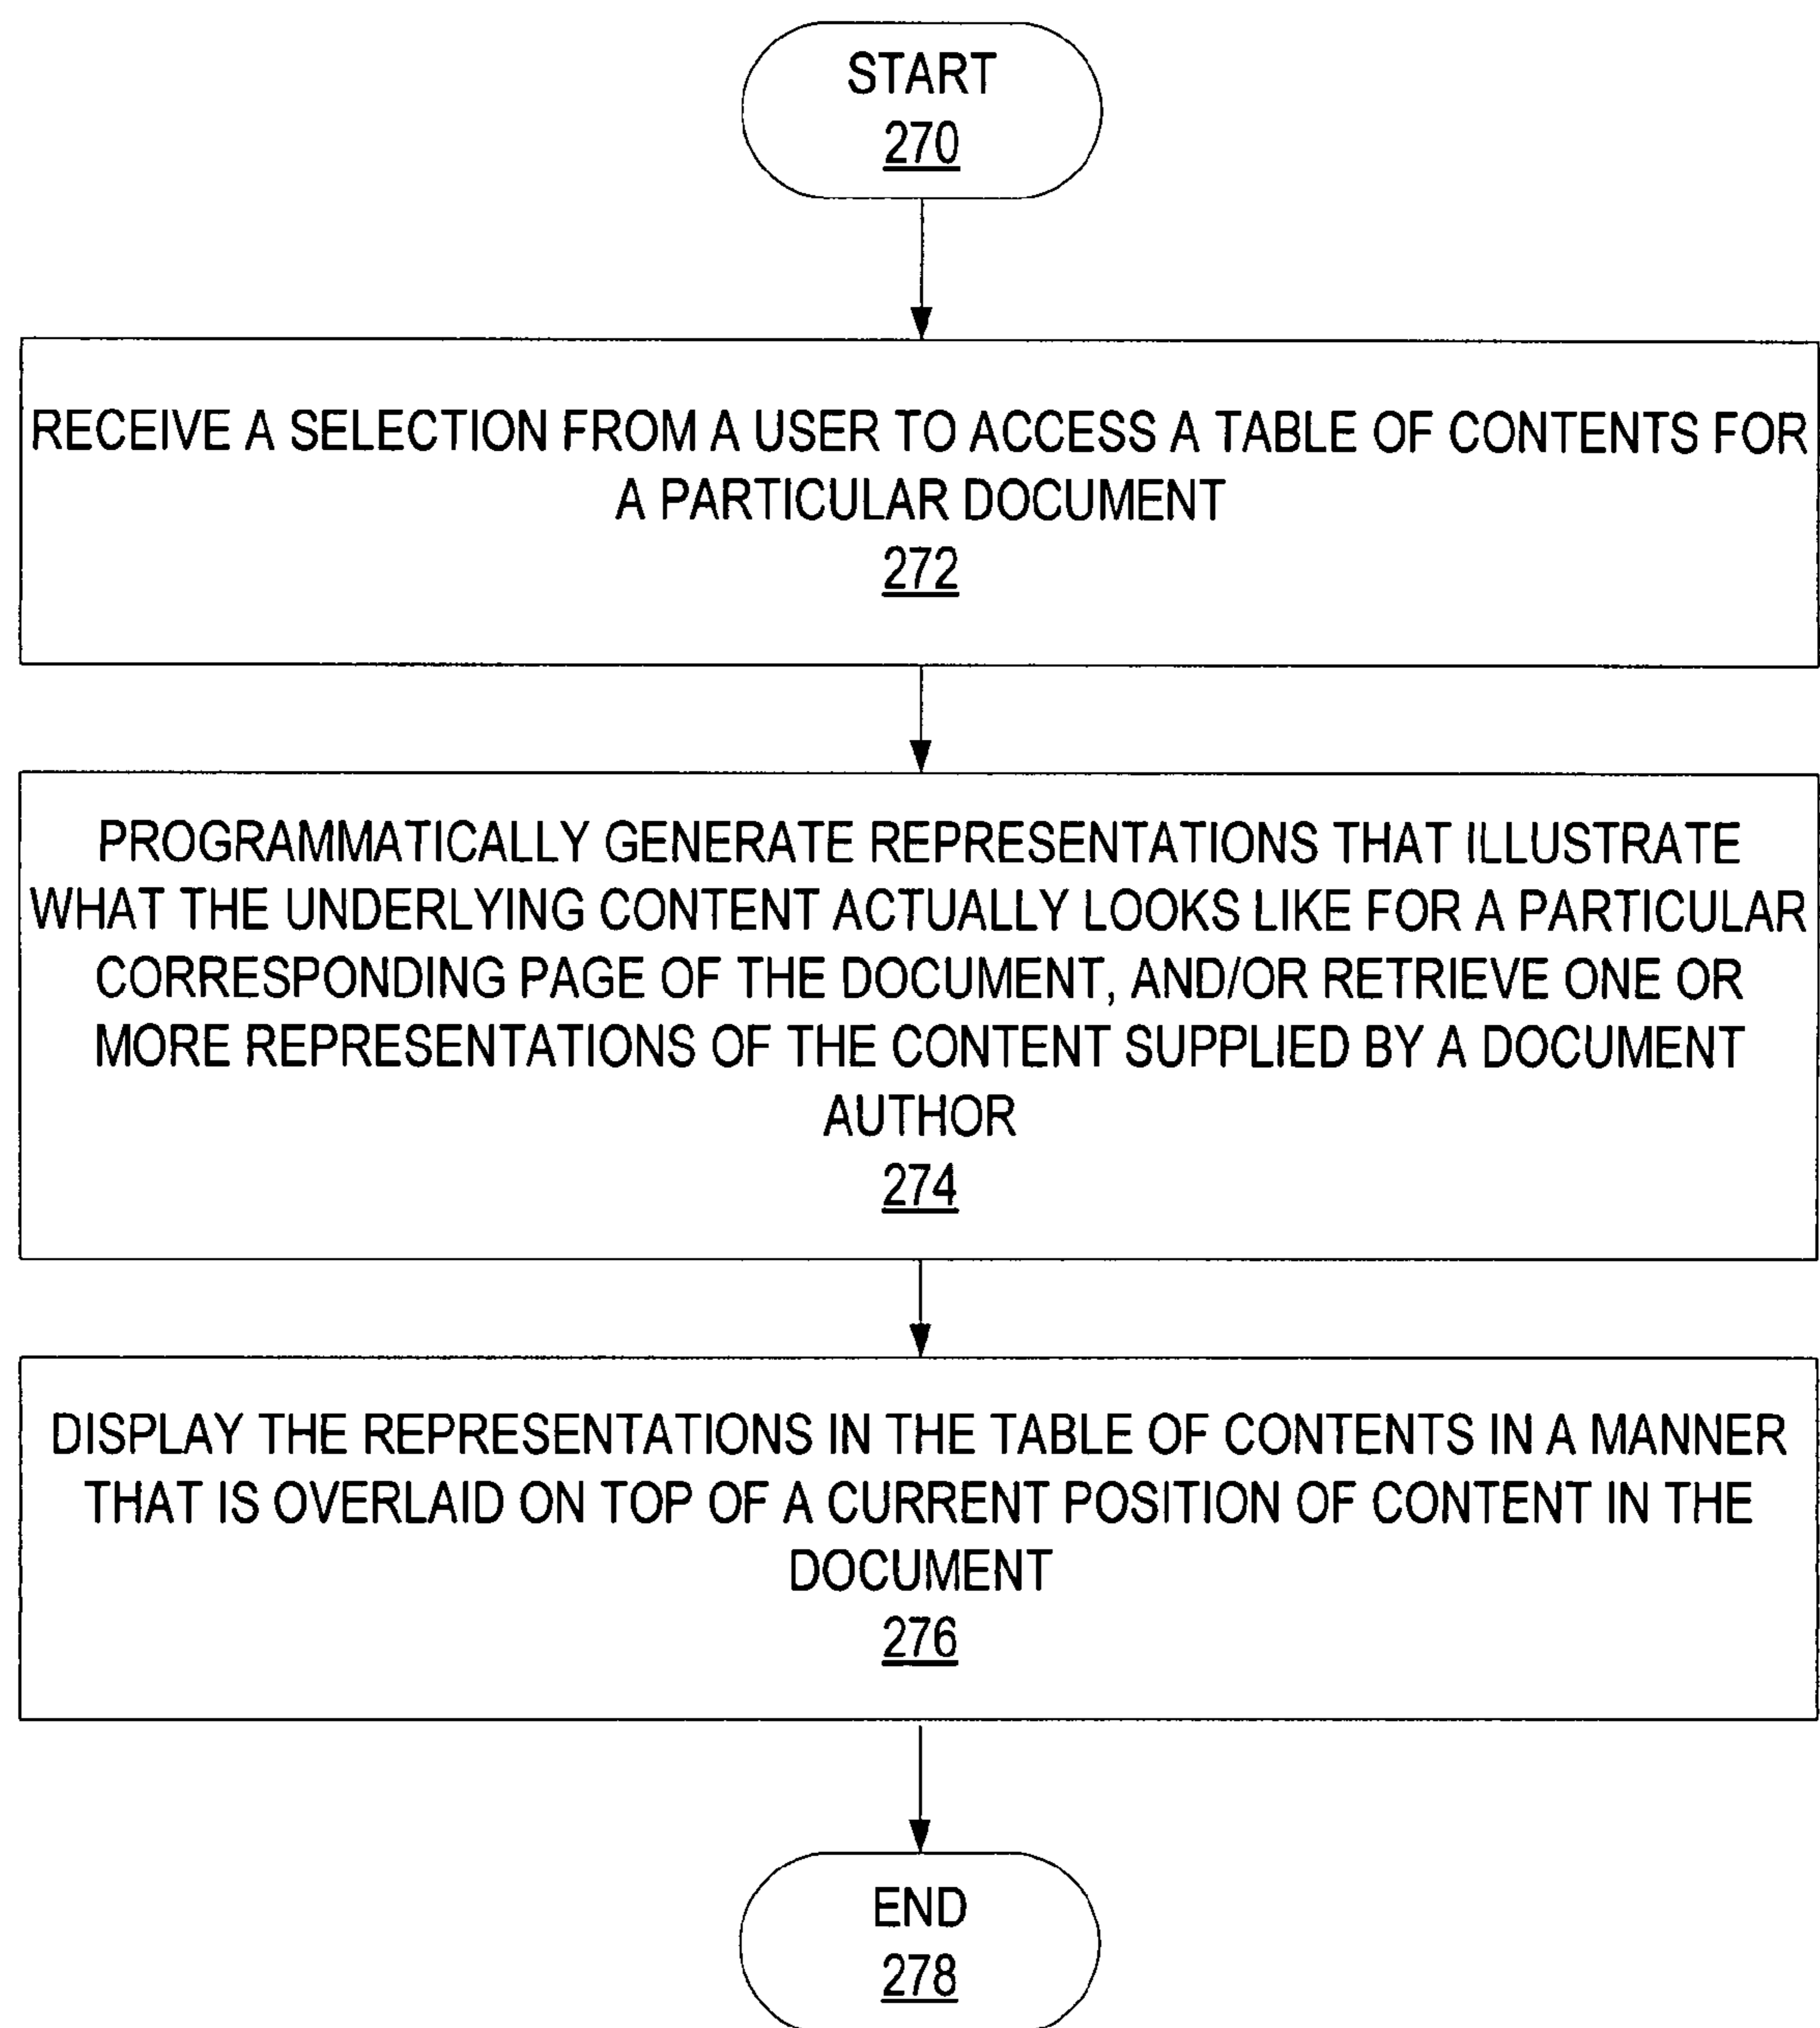 START
270
RECEIVE A SELECTION FROM A USER TO ACCESS A TABLE OF CONTENTS FOR
A PARTICULAR DOCUMENT
272
PROGRAMMATICALLY GENERATE REPRESENTATIONS THAT ILLUSTRATE
WHAT THE UNDERLYING CONTENT ACTUALLY LOOKS LIKE FOR A PARTICULAR
CORRESPONDING PAGE OF THE DOCUMENT, AND/OR RETRIEVE ONE OR
MORE REPRESENTATIONS OF THE CONTENT SUPPLIED BY A DOCUMENT
AUTHOR
274
DISPLAY THE REPRESENTATIONS IN THE TABLE OF CONTENTS IN A MANNER
THAT IS OVERLAID ON TOP OF A CURRENT POSITION OF CONTENT IN THE
DOCUMENT
276
END
278